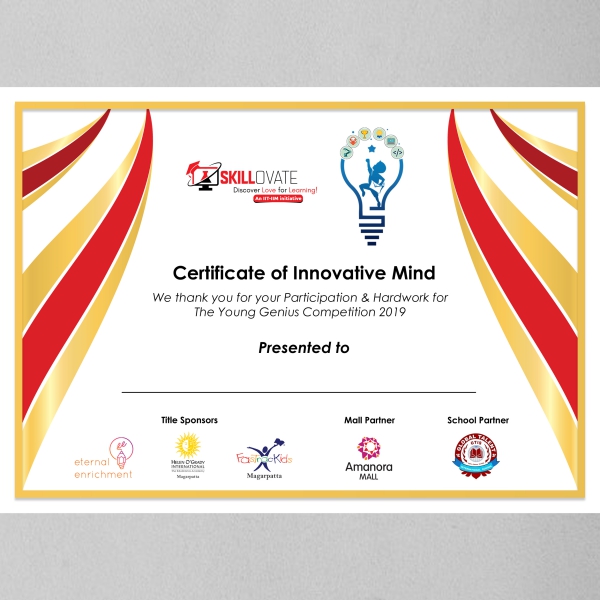 SKILLOVATE
Discover Love for Learning!
An IIT-IIM initiative
Certificate of Innovative Mind
We thank you for your Participation & Hardwork for
The Young Genius Competition 2019
Presented to
Title Sponsors
Mall Partner
School Partner
eternal
enrichment
HELEN O'GRADY
INTERNATIONAL
Magarpatta
FasTracKids
Magarpatta
Amanora
MALL
GLOBAL TALENT